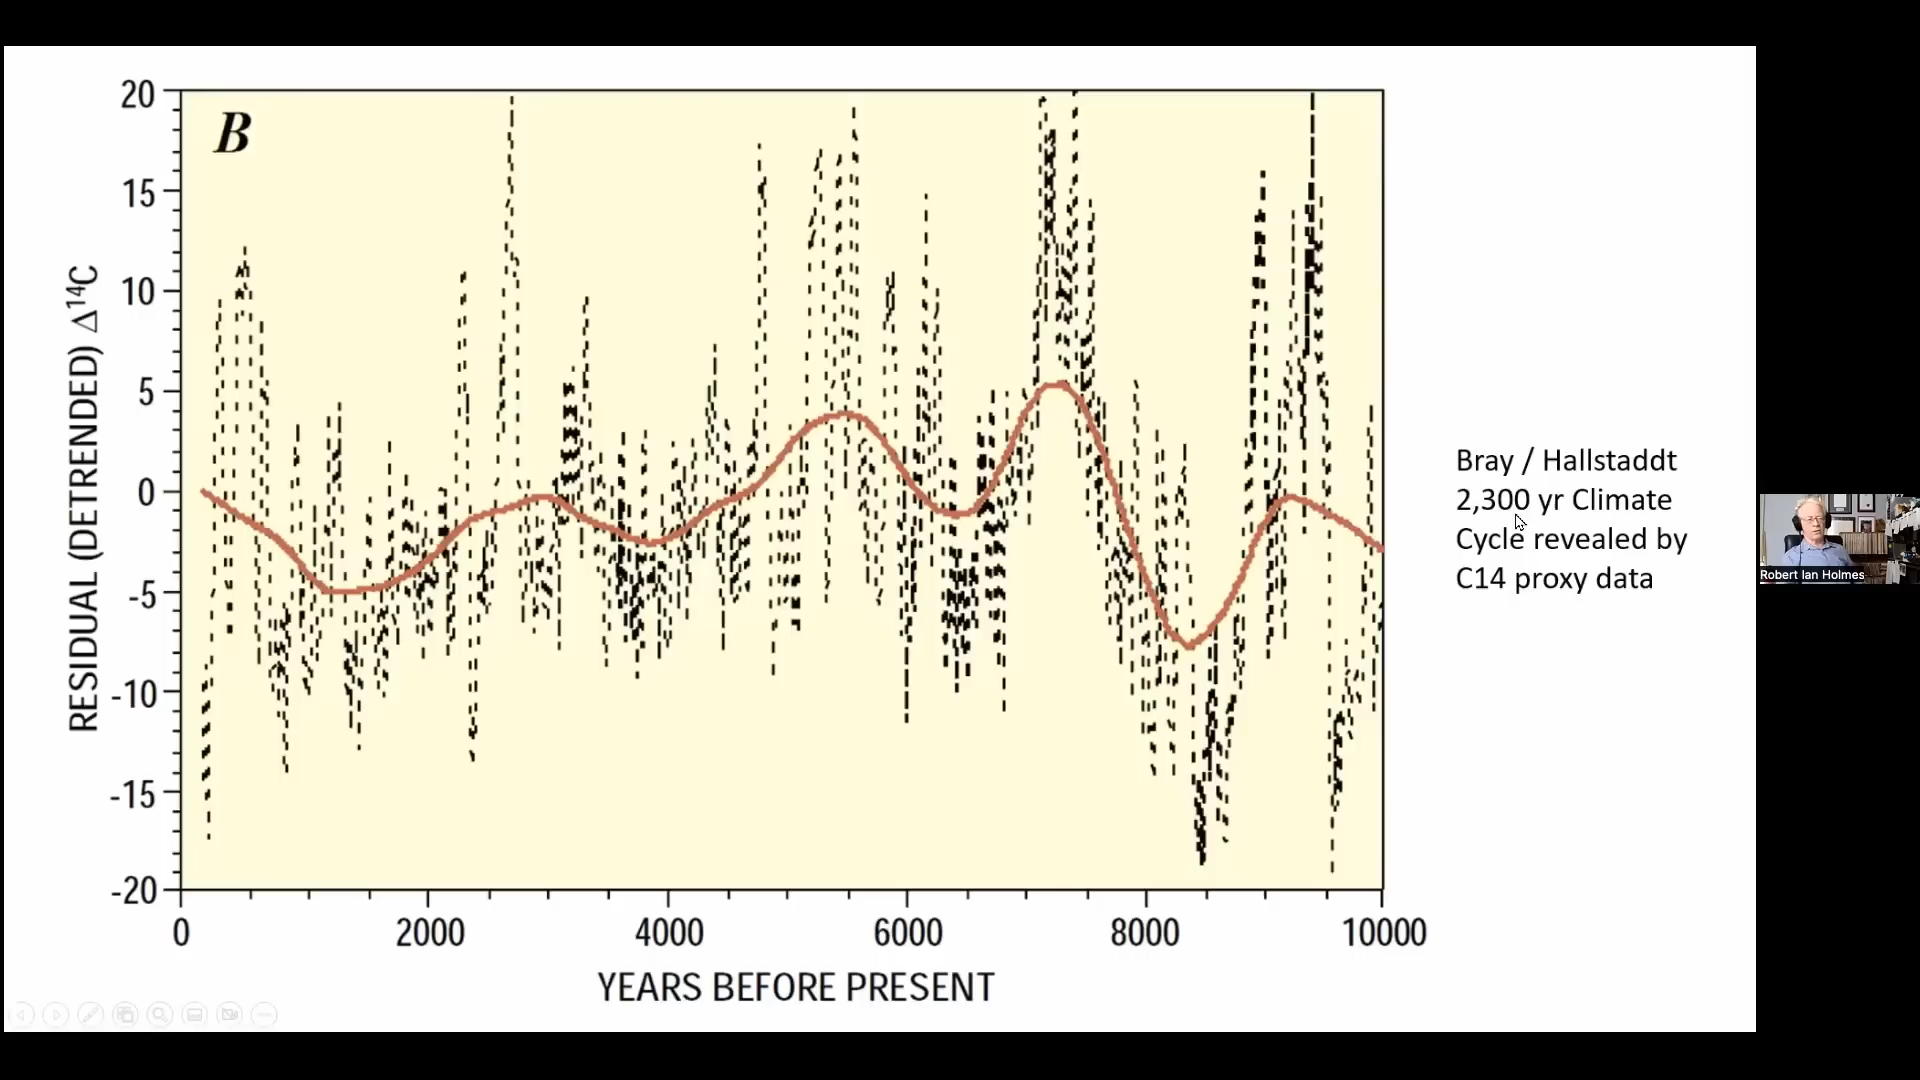 B
20
15
10
5
0
-5
-10
-15
-20
RESIDUAL (DETRENDED) Δ¹⁴C
0 2000 4000 6000 8000 10000
YEARS BEFORE PRESENT
Bray / Hallstaddt
2,300 yr Climate
Cycle revealed by
C14 proxy data
Robert Ian Holmes